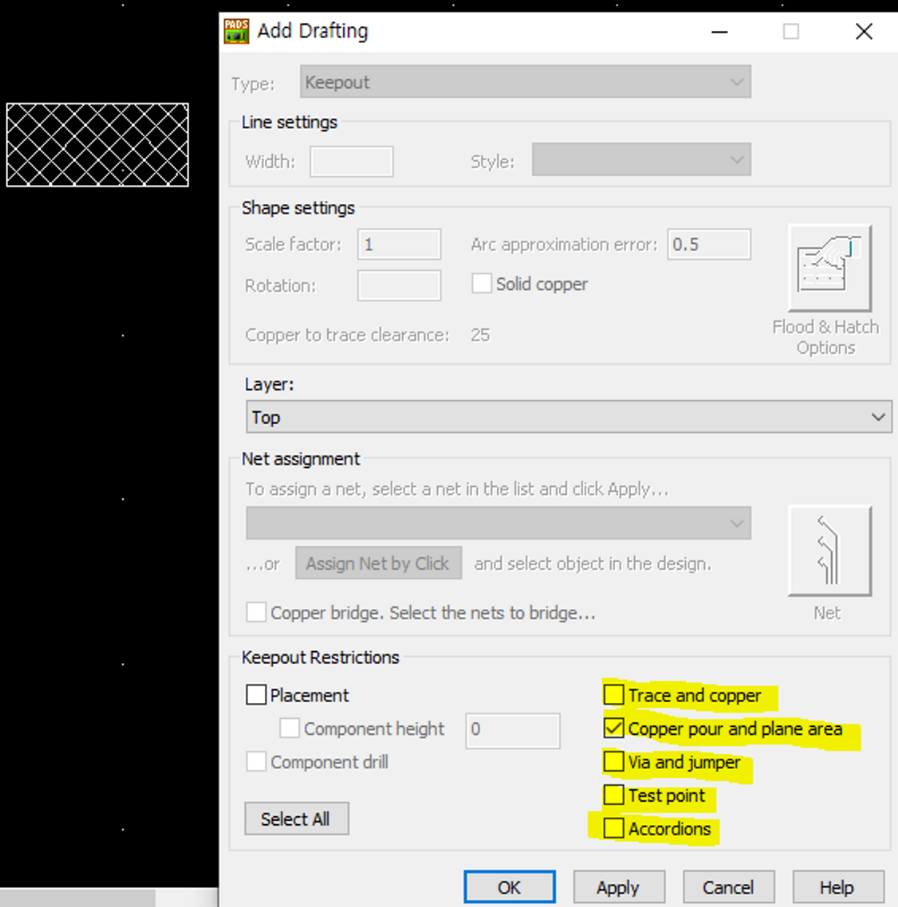 PADS
Add Drafting
Type: Keepout
Line settings
Width: Style:
Shape settings
Scale factor: 1 Arc approximation error: 0.5
Rotation: Solid copper
Copper to trace clearance: 25
Flood & Hatch
Options
Layer:
Top
Net assignment
To assign a net, select a net in the list and click Apply...
...or Assign Net by Click and select object in the design.
Copper bridge. Select the nets to bridge...
Net
Keepout Restrictions
Placement Trace and copper
Component height 0 Copper pour and plane area
Component drill Via and jumper
Test point
Select All Accordions
OK Apply Cancel Help